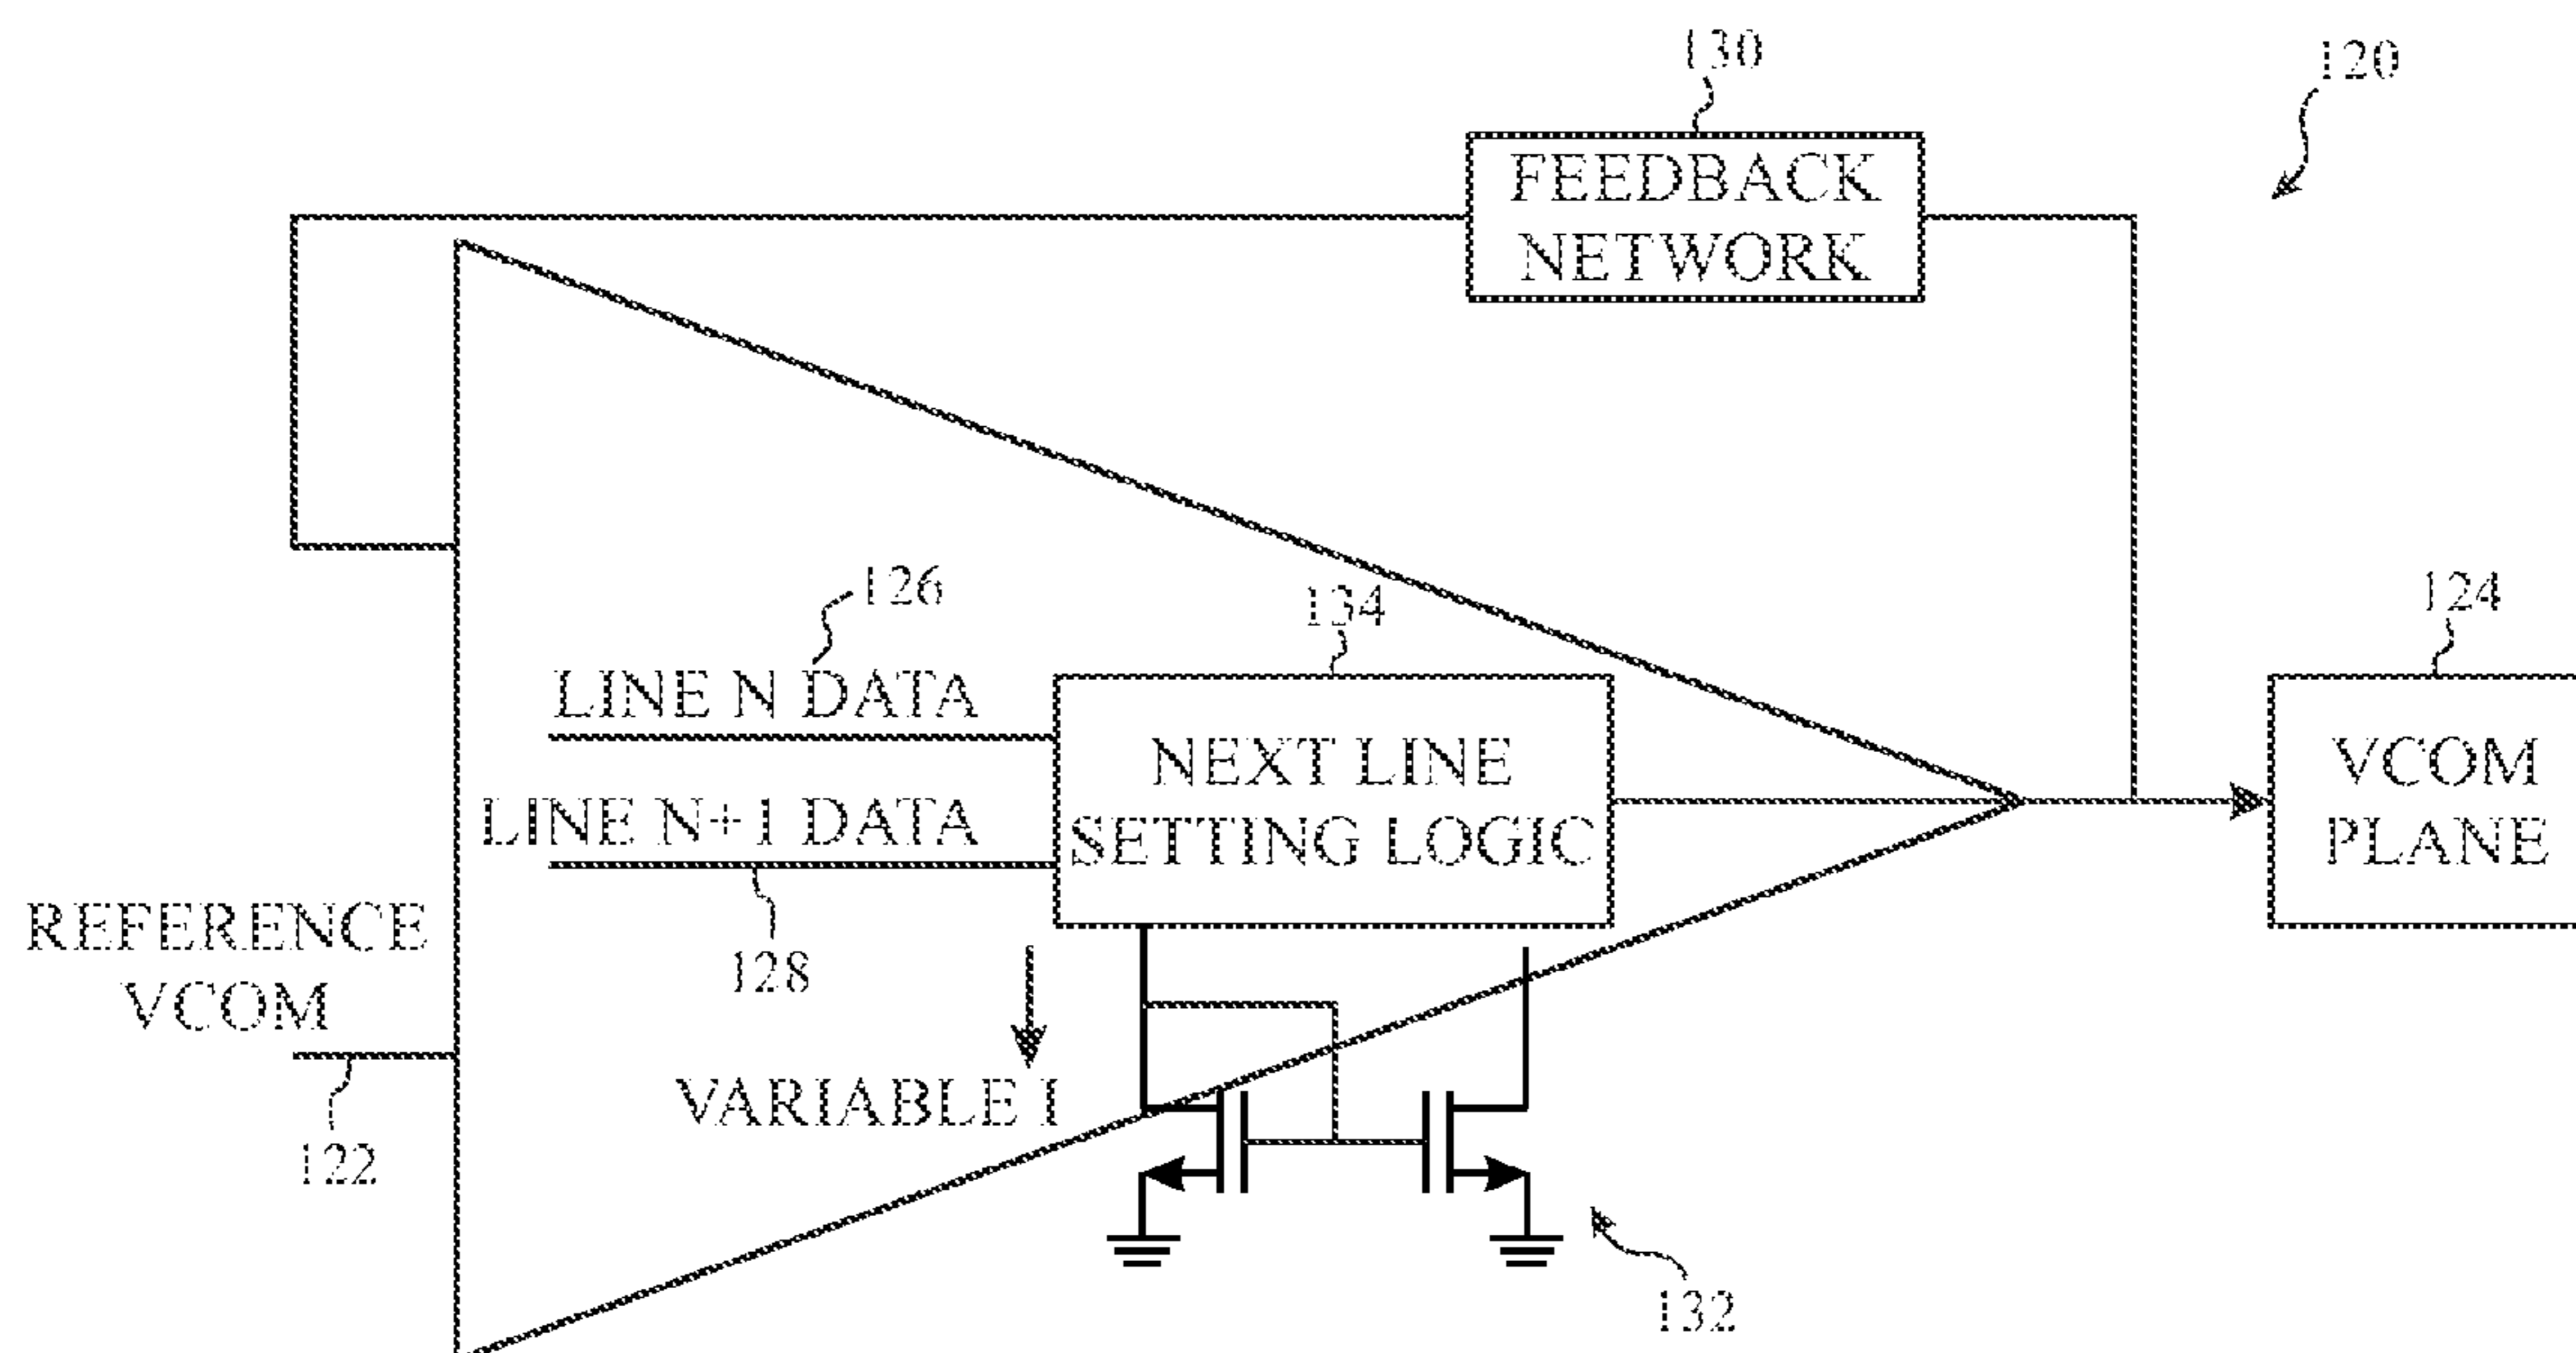 130
120
FEEDBACK
NETWORK
126
134
124
LINE N DATA
NEXT LINE
SETTING LOGIC
VCOM
PLANE
LINE N+1 DATA
REFERENCE
VCOM
128
VARIABLE I
122
132